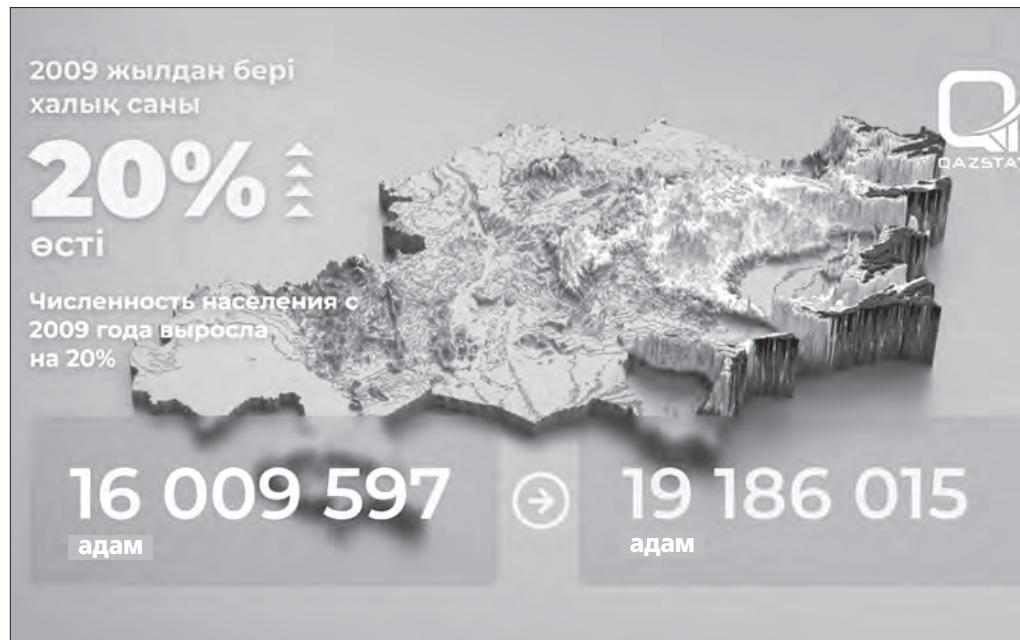 2009 жылдан бері
халық саны
20%
өсті
Численность населения с
2009 года выросла
на 20%
16 009 597
адам
19 186 015
адам